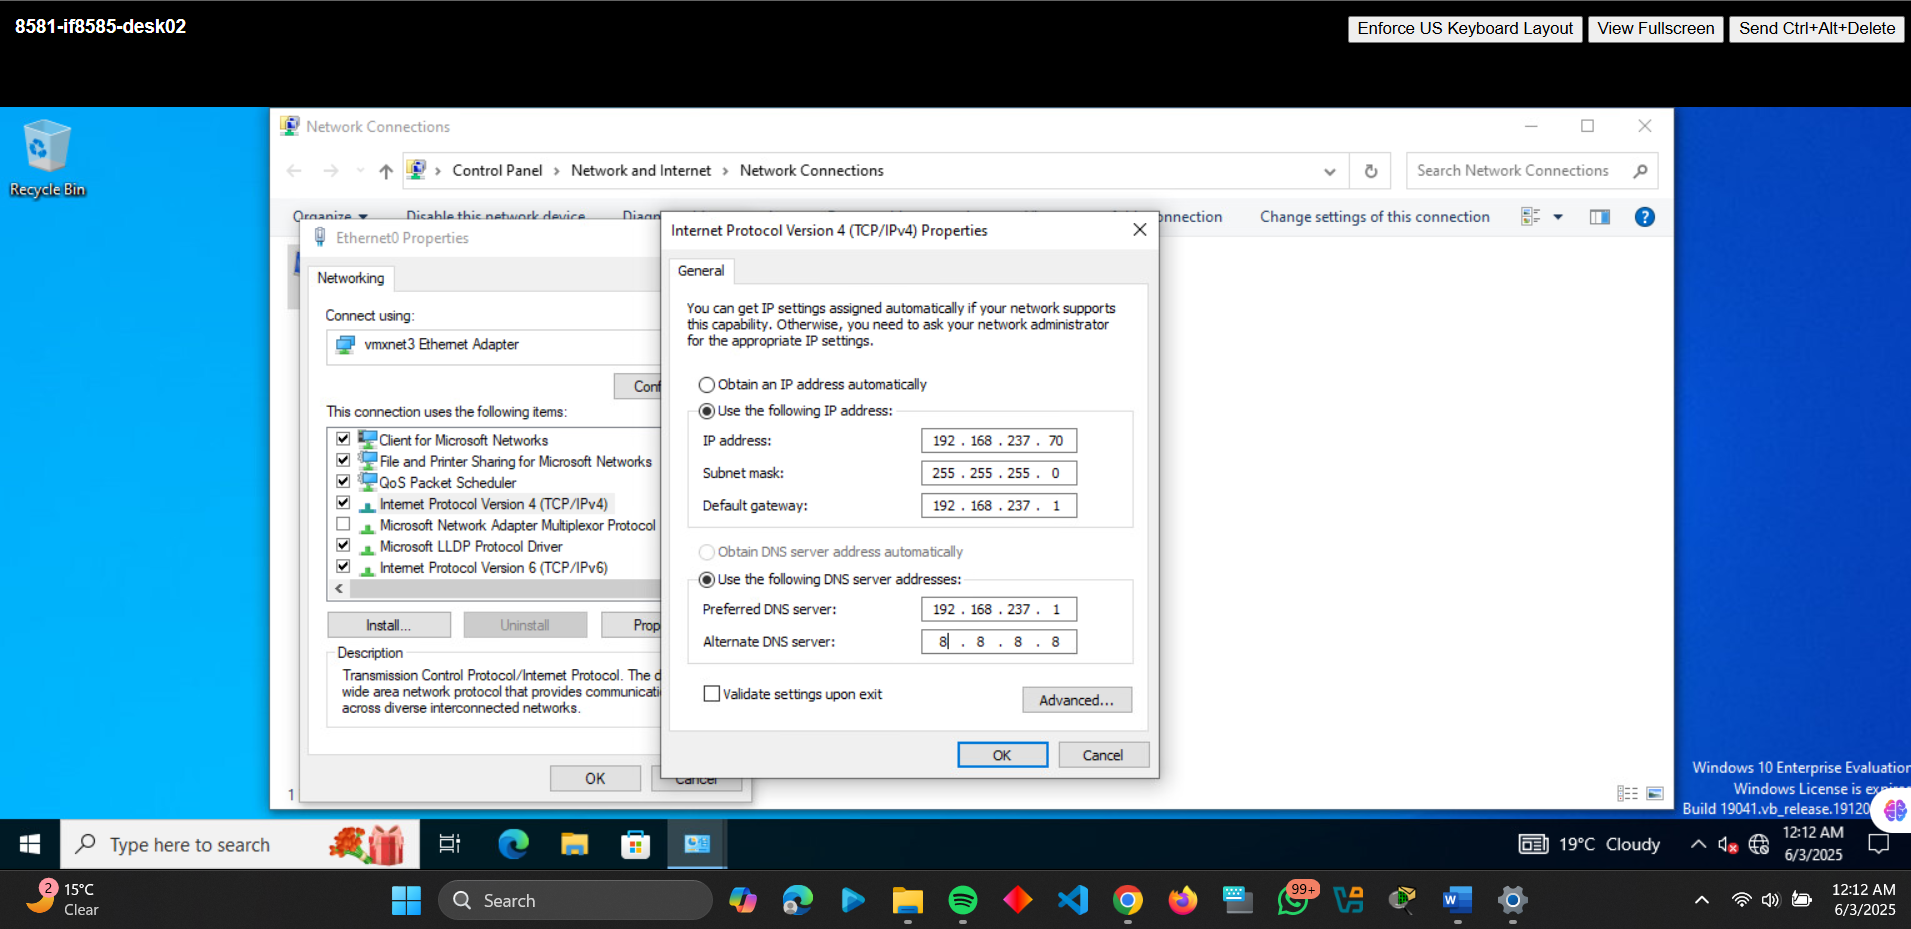 8581-if8585-desk02
Enforce US Keyboard Layout
View Fullscreen
Send Ctrl+Alt+Delete
Recycle Bin
Network Connections
Control Panel
Network and Internet
Network Connections
Search Network Connections
Organize
Disable this network device
Diagn
nnection
Change settings of this connection
Ethernet0 Properties
Networking
Connect using:
vmxnet3 Ethernet Adapter
Conf
This connection uses the following items:
Client for Microsoft Networks
File and Printer Sharing for Microsoft Networks
QoS Packet Scheduler
Internet Protocol Version 4 (TCP/IPv4)
Microsoft Network Adapter Multiplexor Protocol
Microsoft LLDP Protocol Driver
Internet Protocol Version 6 (TCP/IPv6)
Install...
Uninstall
Prop
Description
Transmission Control Protocol/Internet Protocol. The d
wide area network protocol that provides communicati
across diverse interconnected networks.
OK
Cancel
1
Internet Protocol Version 4 (TCP/IPv4) Properties
General
You can get IP settings assigned automatically if your network supports
this capability. Otherwise, you need to ask your network administrator
for the appropriate IP settings.
Obtain an IP address automatically
Use the following IP address:
IP address:
192 . 168 . 237 . 70
Subnet mask:
255 . 255 . 255 . 0
Default gateway:
192 . 168 . 237 . 1
Obtain DNS server address automatically
Use the following DNS server addresses:
Preferred DNS server:
192 . 168 . 237 . 1
Alternate DNS server:
8 . 8 . 8 . 8
Validate settings upon exit
Advanced...
OK
Cancel
Windows 10 Enterprise Evaluation
Windows License is expire
Build 19041.vb_release.19120
Type here to search
19°C Cloudy
12:12 AM
6/3/2025
2
15°C
Clear
Search
99+
12:12 AM
6/3/2025